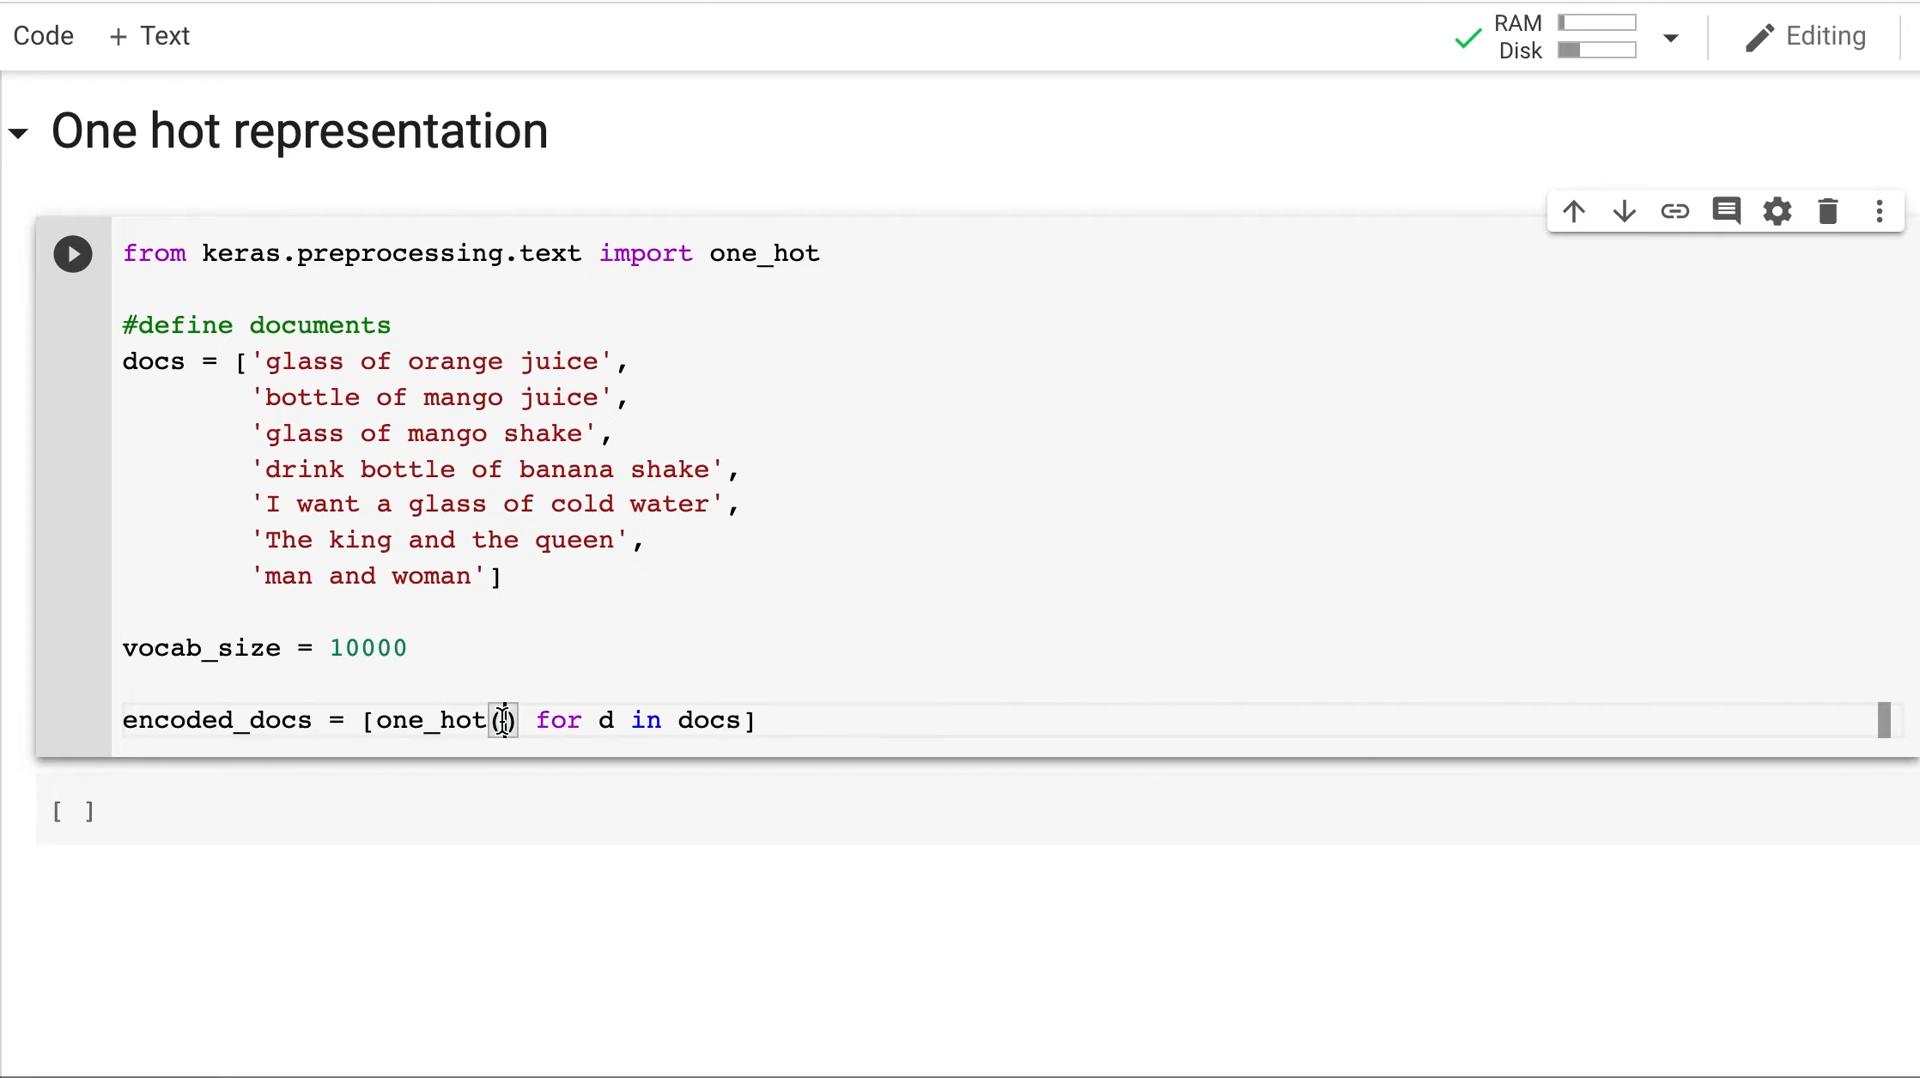 Code + Text
RAM
Disk
Editing
One hot representation
from keras.preprocessing.text import one_hot
#define documents
docs = ['glass of orange juice',
'bottle of mango juice',
'glass of mango shake',
'drink bottle of banana shake',
'I want a glass of cold water',
'The king and the queen',
'man and woman']
vocab_size = 10000
encoded_docs = [one_hot() for d in docs]
[ ]